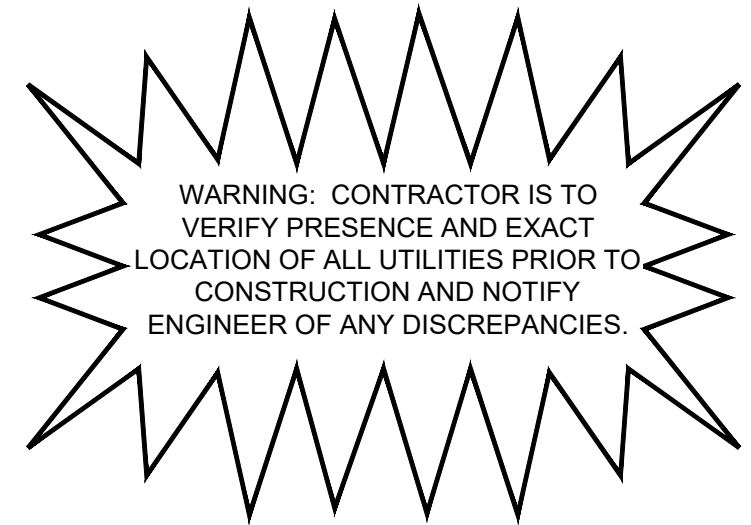 WARNING:  CONTRACTOR IS TO
VERIFY PRESENCE AND EXACT
LOCATION OF ALL UTILITIES PRIOR TO
CONSTRUCTION AND NOTIFY
ENGINEER OF ANY DISCREPANCIES.